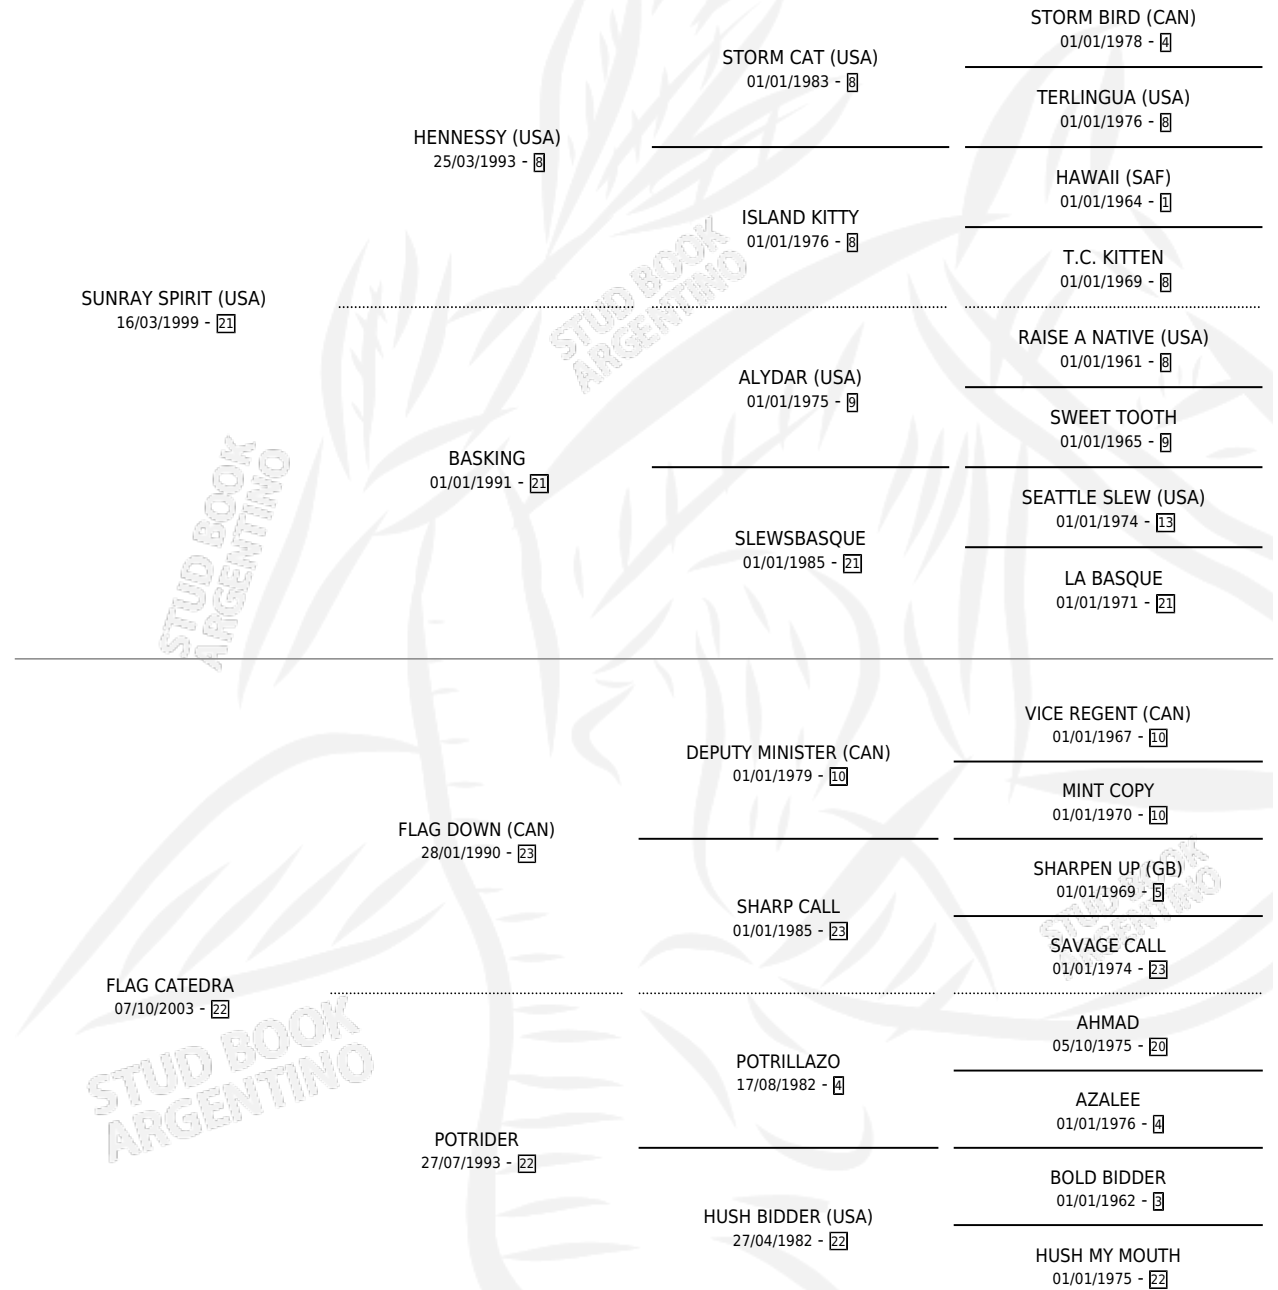 STORM BIRD (CAN)
01/01/1978 - 4
STORM CAT (USA)
01/01/1983 - 8
TERLINGUA (USA)
01/01/1976 - 8
HENNESSY (USA)
25/03/1993 - 8
HAWAII (SAF)
01/01/1964 - 1
ISLAND KITTY
01/01/1976 - 8
T.C. KITTEN
01/01/1969 - 8
SUNRAY SPIRIT (USA)
16/03/1999 - 21
RAISE A NATIVE (USA)
01/01/1961 - 8
ALYDAR (USA)
01/01/1975 - 9
SWEET TOOTH
01/01/1965 - 9
BASKING
01/01/1991 - 21
SEATTLE SLEW (USA)
01/01/1974 - 13
SLEWSBASQUE
01/01/1985 - 21
LA BASQUE
01/01/1971 - 21
VICE REGENT (CAN)
01/01/1967 - 10
DEPUTY MINISTER (CAN)
01/01/1979 - 10
MINT COPY
01/01/1970 - 10
FLAG DOWN (CAN)
28/01/1990 - 23
SHARPEN UP (GB)
01/01/1969 - 5
SHARP CALL
01/01/1985 - 23
SAVAGE CALL
01/01/1974 - 23
FLAG CATEDRA
07/10/2003 - 22
AHMAD
05/10/1975 - 20
POTRILLAZO
17/08/1982 - 4
AZALEE
01/01/1976 - 4
POTRIDER
27/07/1993 - 22
BOLD BIDDER
01/01/1962 - 3
HUSH BIDDER (USA)
27/04/1982 - 22
HUSH MY MOUTH
01/01/1975 - 22
STUD BOOK
ARGENTINO
STUD BOOK
ARGENTINO
STUD BOOK
ARGENTINO
STUD BOOK
ARGENTINO